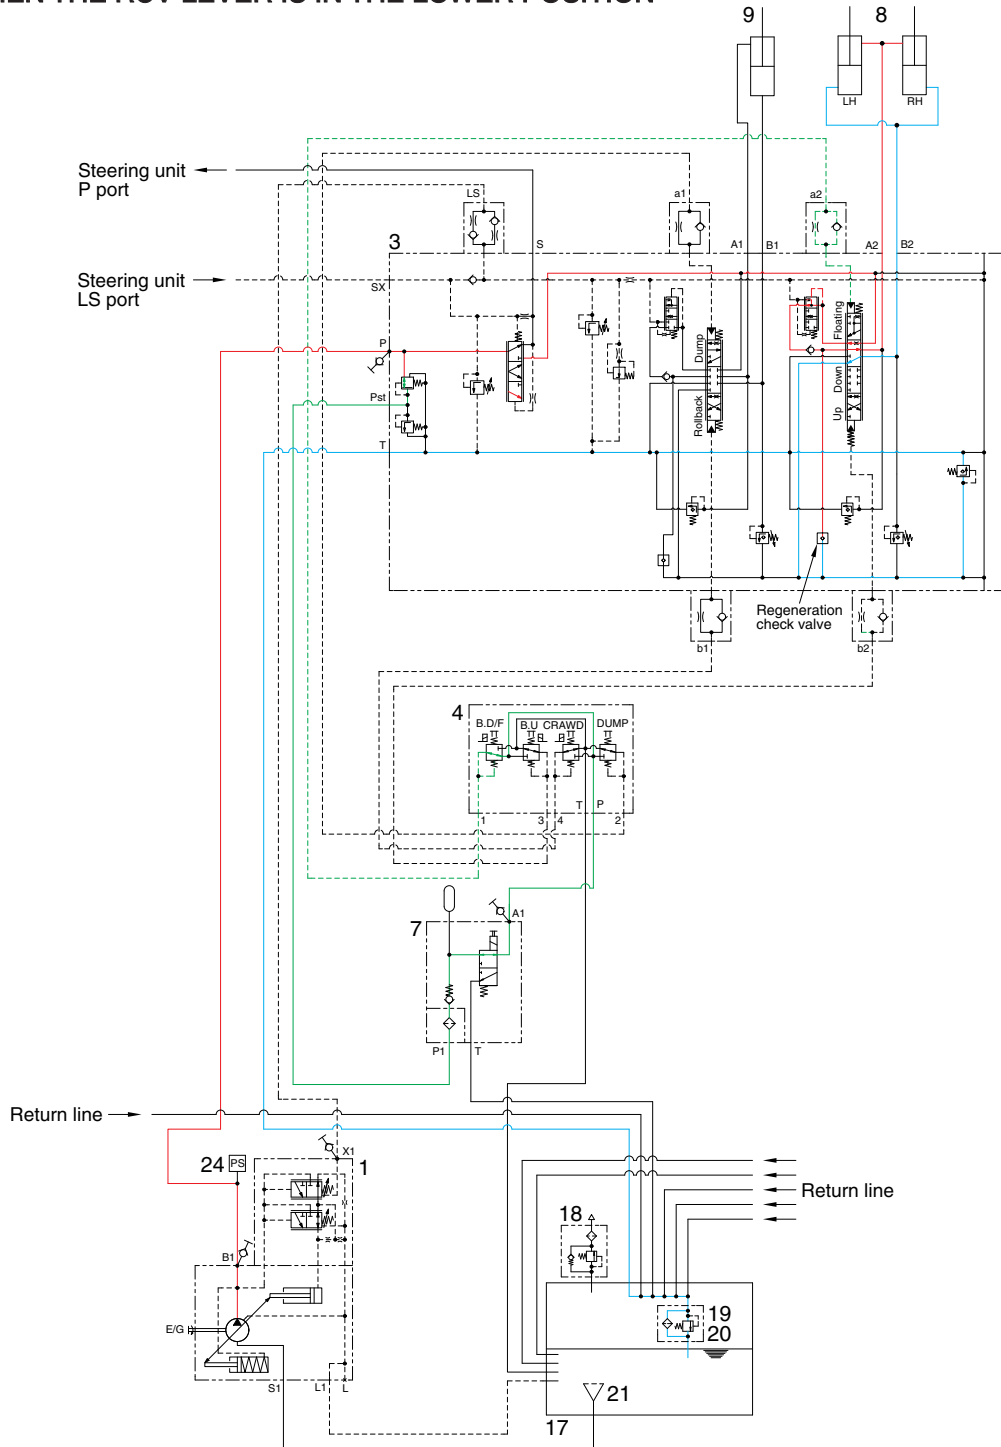 9
8
LH
RH
Steering unit
P port
LS
a1
a2
3
S
A1
B1
A2
B2
Steering unit
LS port
SX
P
Pst
T
Dump
Rollback
Floating
Down
Up
Regeneration
check valve
b1
b2
4
B.D/F
B.U
CRAWD
DUMP
T
P
1
3
4
2
7
A1
P1
T
Return line
24
PS
X1
1
B1
E/G
S1
L1
L
18
Return line
19
20
21
17